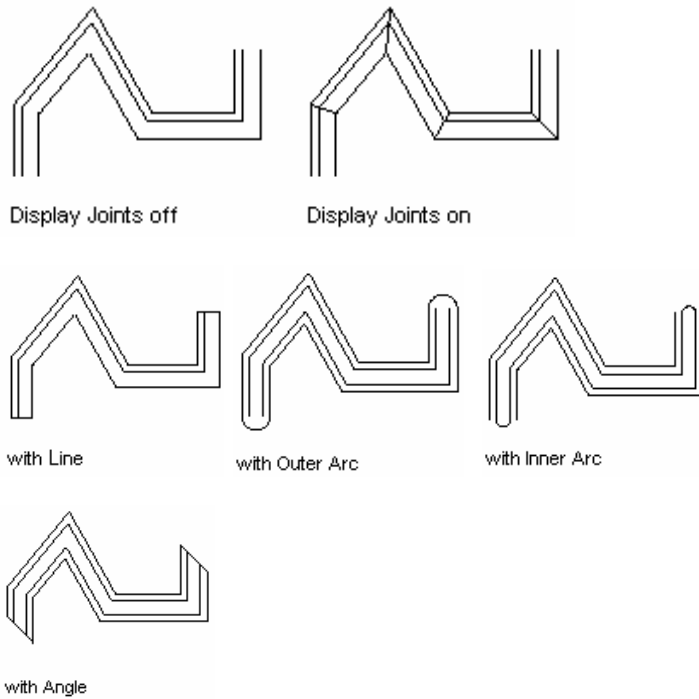 Display Joints off
Display Joints on
with Line
with Outer Arc
with Inner Arc
with Angle